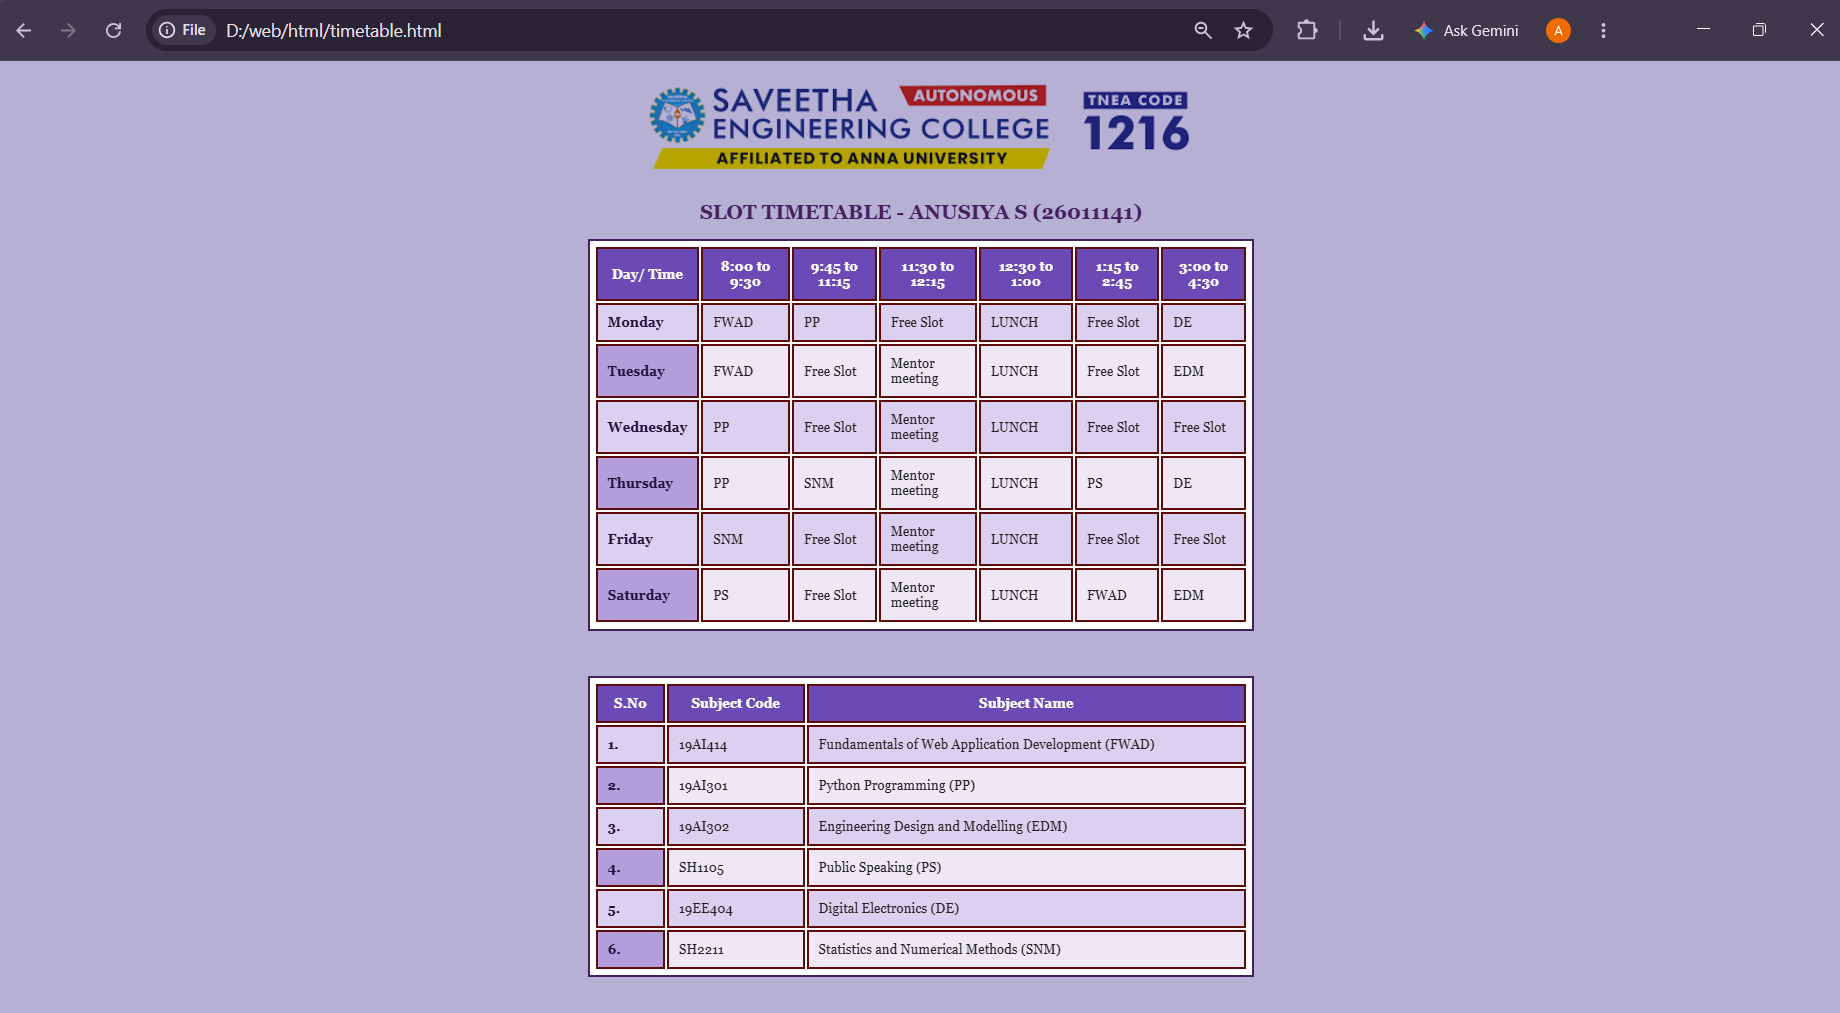 File D:/web/html/timetable.html Ask Gemini A
SAVEETHA AUTONOMOUS
ENGINEERING COLLEGE
AFFILIATED TO ANNA UNIVERSITY
TNEA CODE
1216
SLOT TIMETABLE - ANUSIYA S (26011141)
Day/ Time 8:00 to 9:30 9:45 to 11:15 11:30 to 12:15 12:30 to 1:00 1:15 to 2:45 3:00 to 4:30
Monday FWAD PP Free Slot LUNCH Free Slot DE
Tuesday FWAD Free Slot Mentor meeting LUNCH Free Slot EDM
Wednesday PP Free Slot Mentor meeting LUNCH Free Slot Free Slot
Thursday PP SNM Mentor meeting LUNCH PS DE
Friday SNM Free Slot Mentor meeting LUNCH Free Slot Free Slot
Saturday PS Free Slot Mentor meeting LUNCH FWAD EDM
S.No Subject Code Subject Name
1. 19AI414 Fundamentals of Web Application Development (FWAD)
2. 19AI301 Python Programming (PP)
3. 19AI302 Engineering Design and Modelling (EDM)
4. SH1105 Public Speaking (PS)
5. 19EE404 Digital Electronics (DE)
6. SH2211 Statistics and Numerical Methods (SNM)